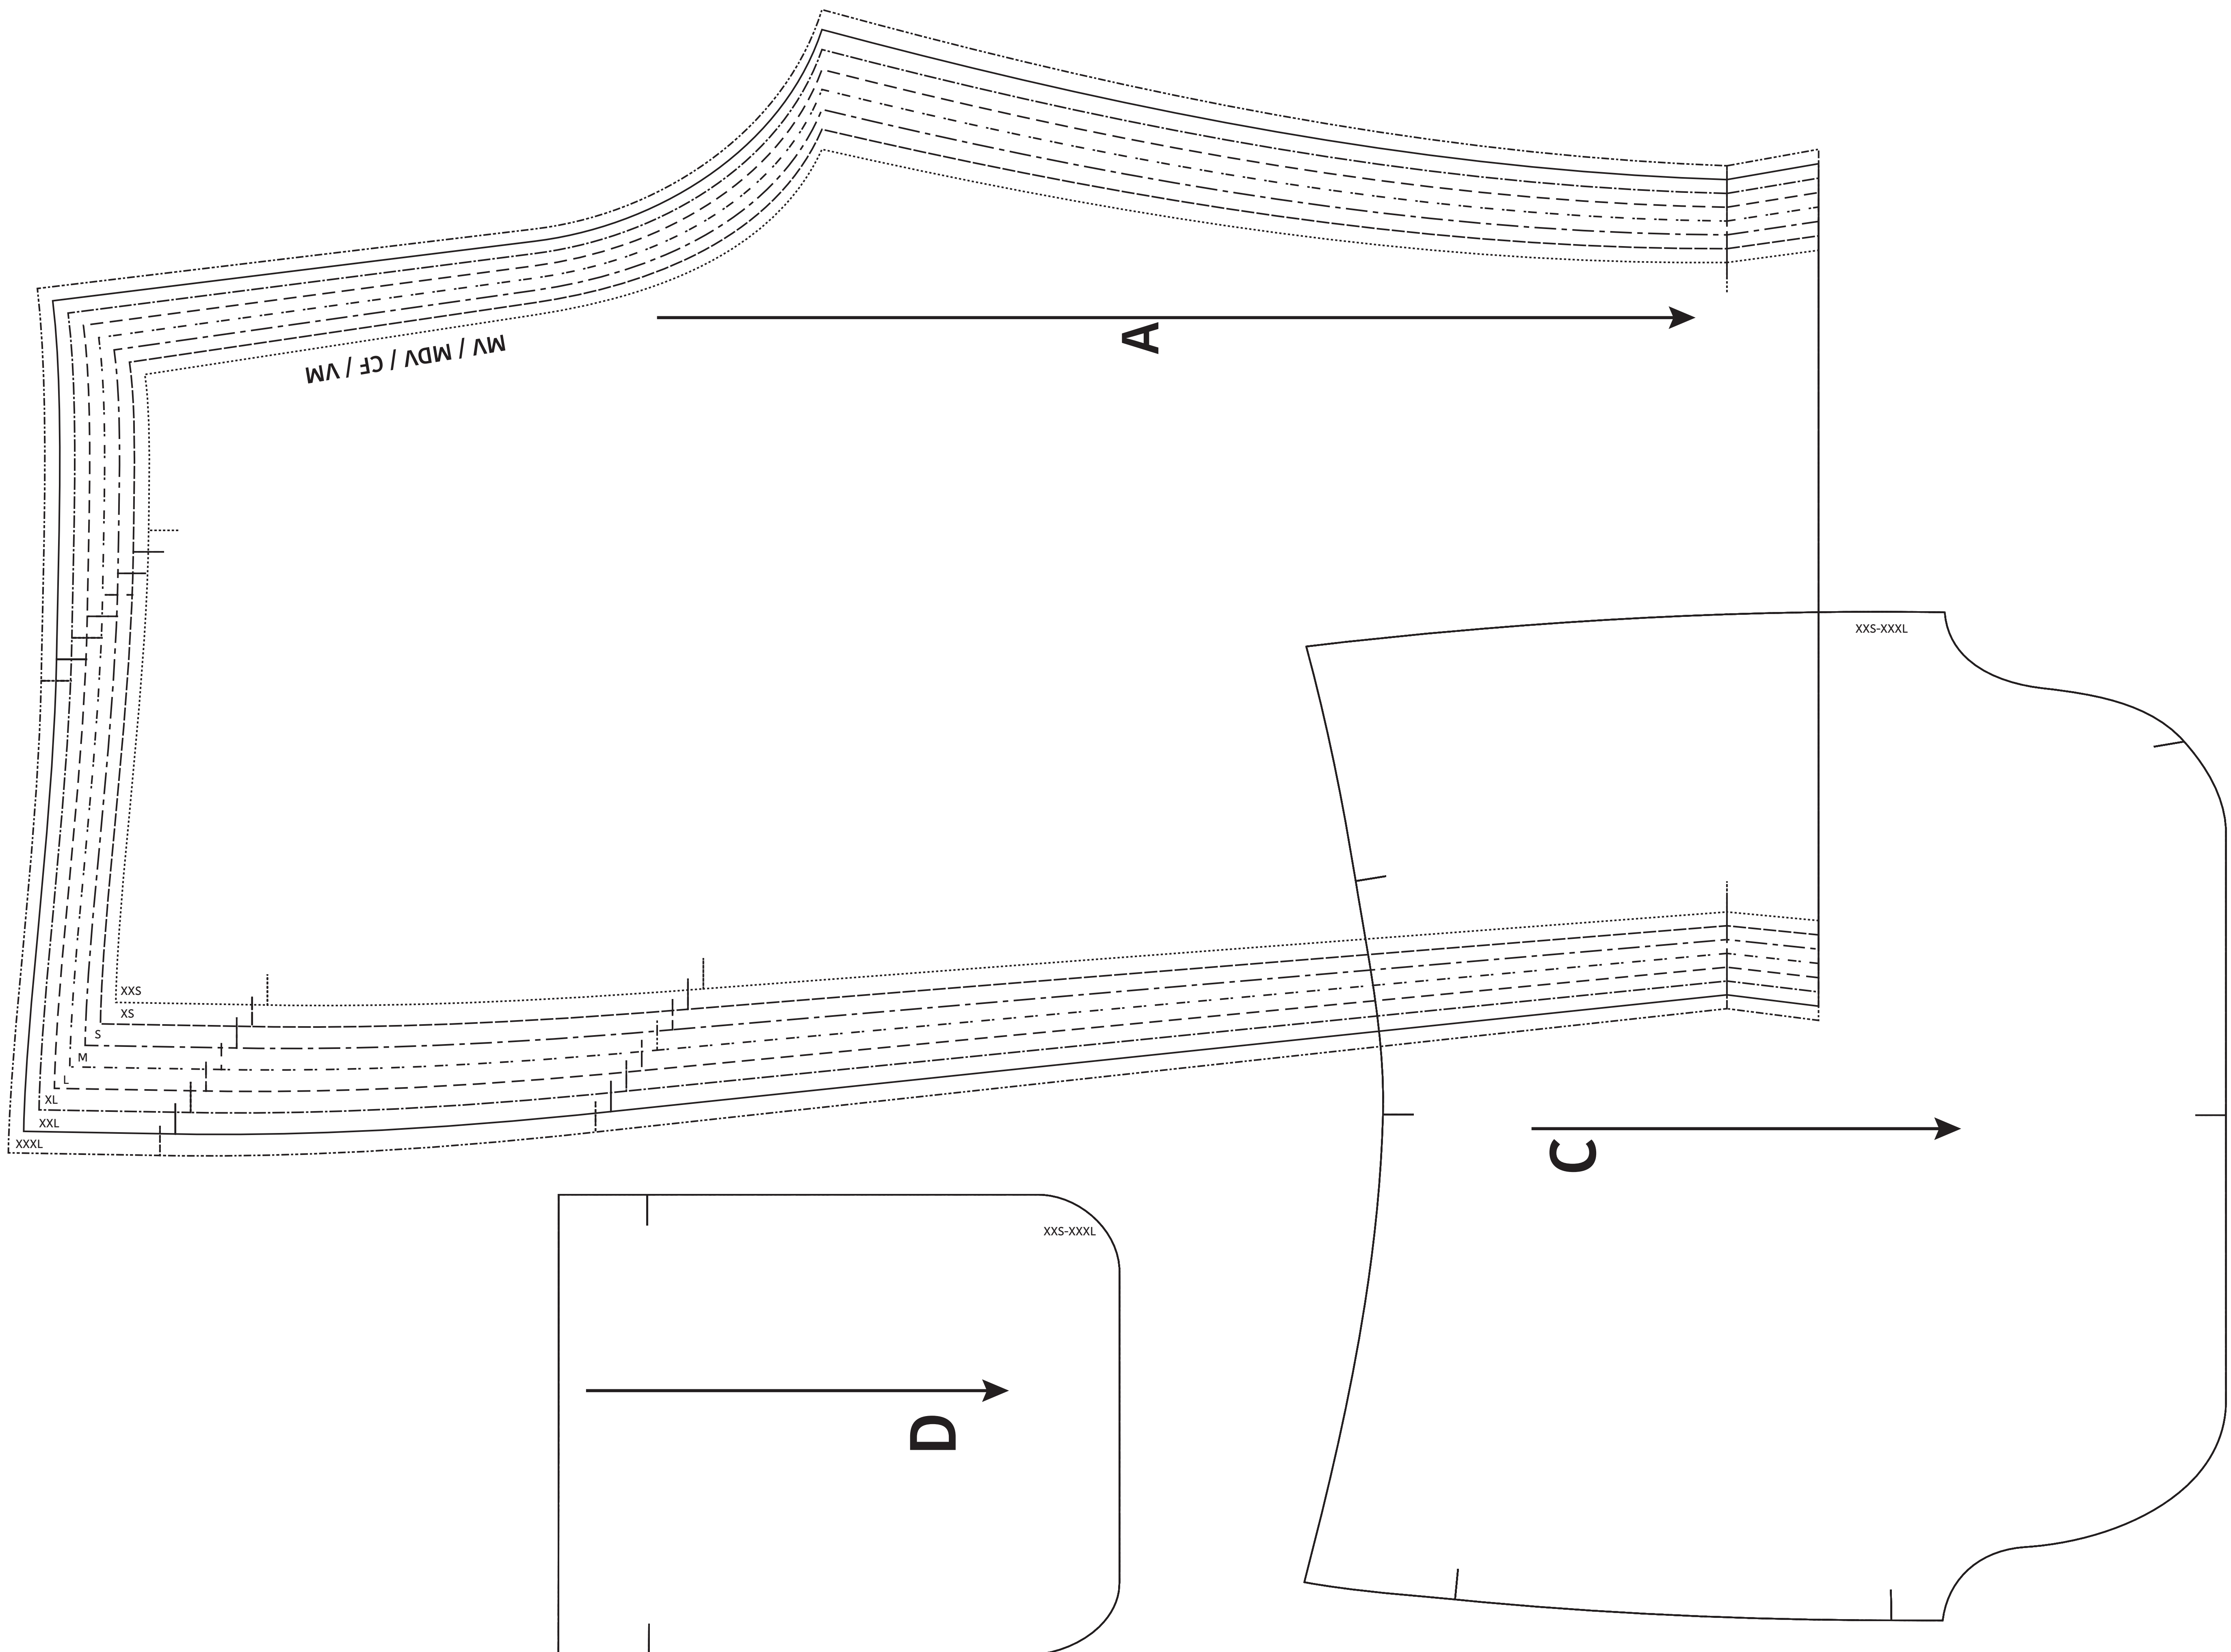 A
MV / MDV / CF / VM
XXS-XXXL
XXS
XS
S
M
L
XL
XXL
XXXL
C
XXS-XXXL
D